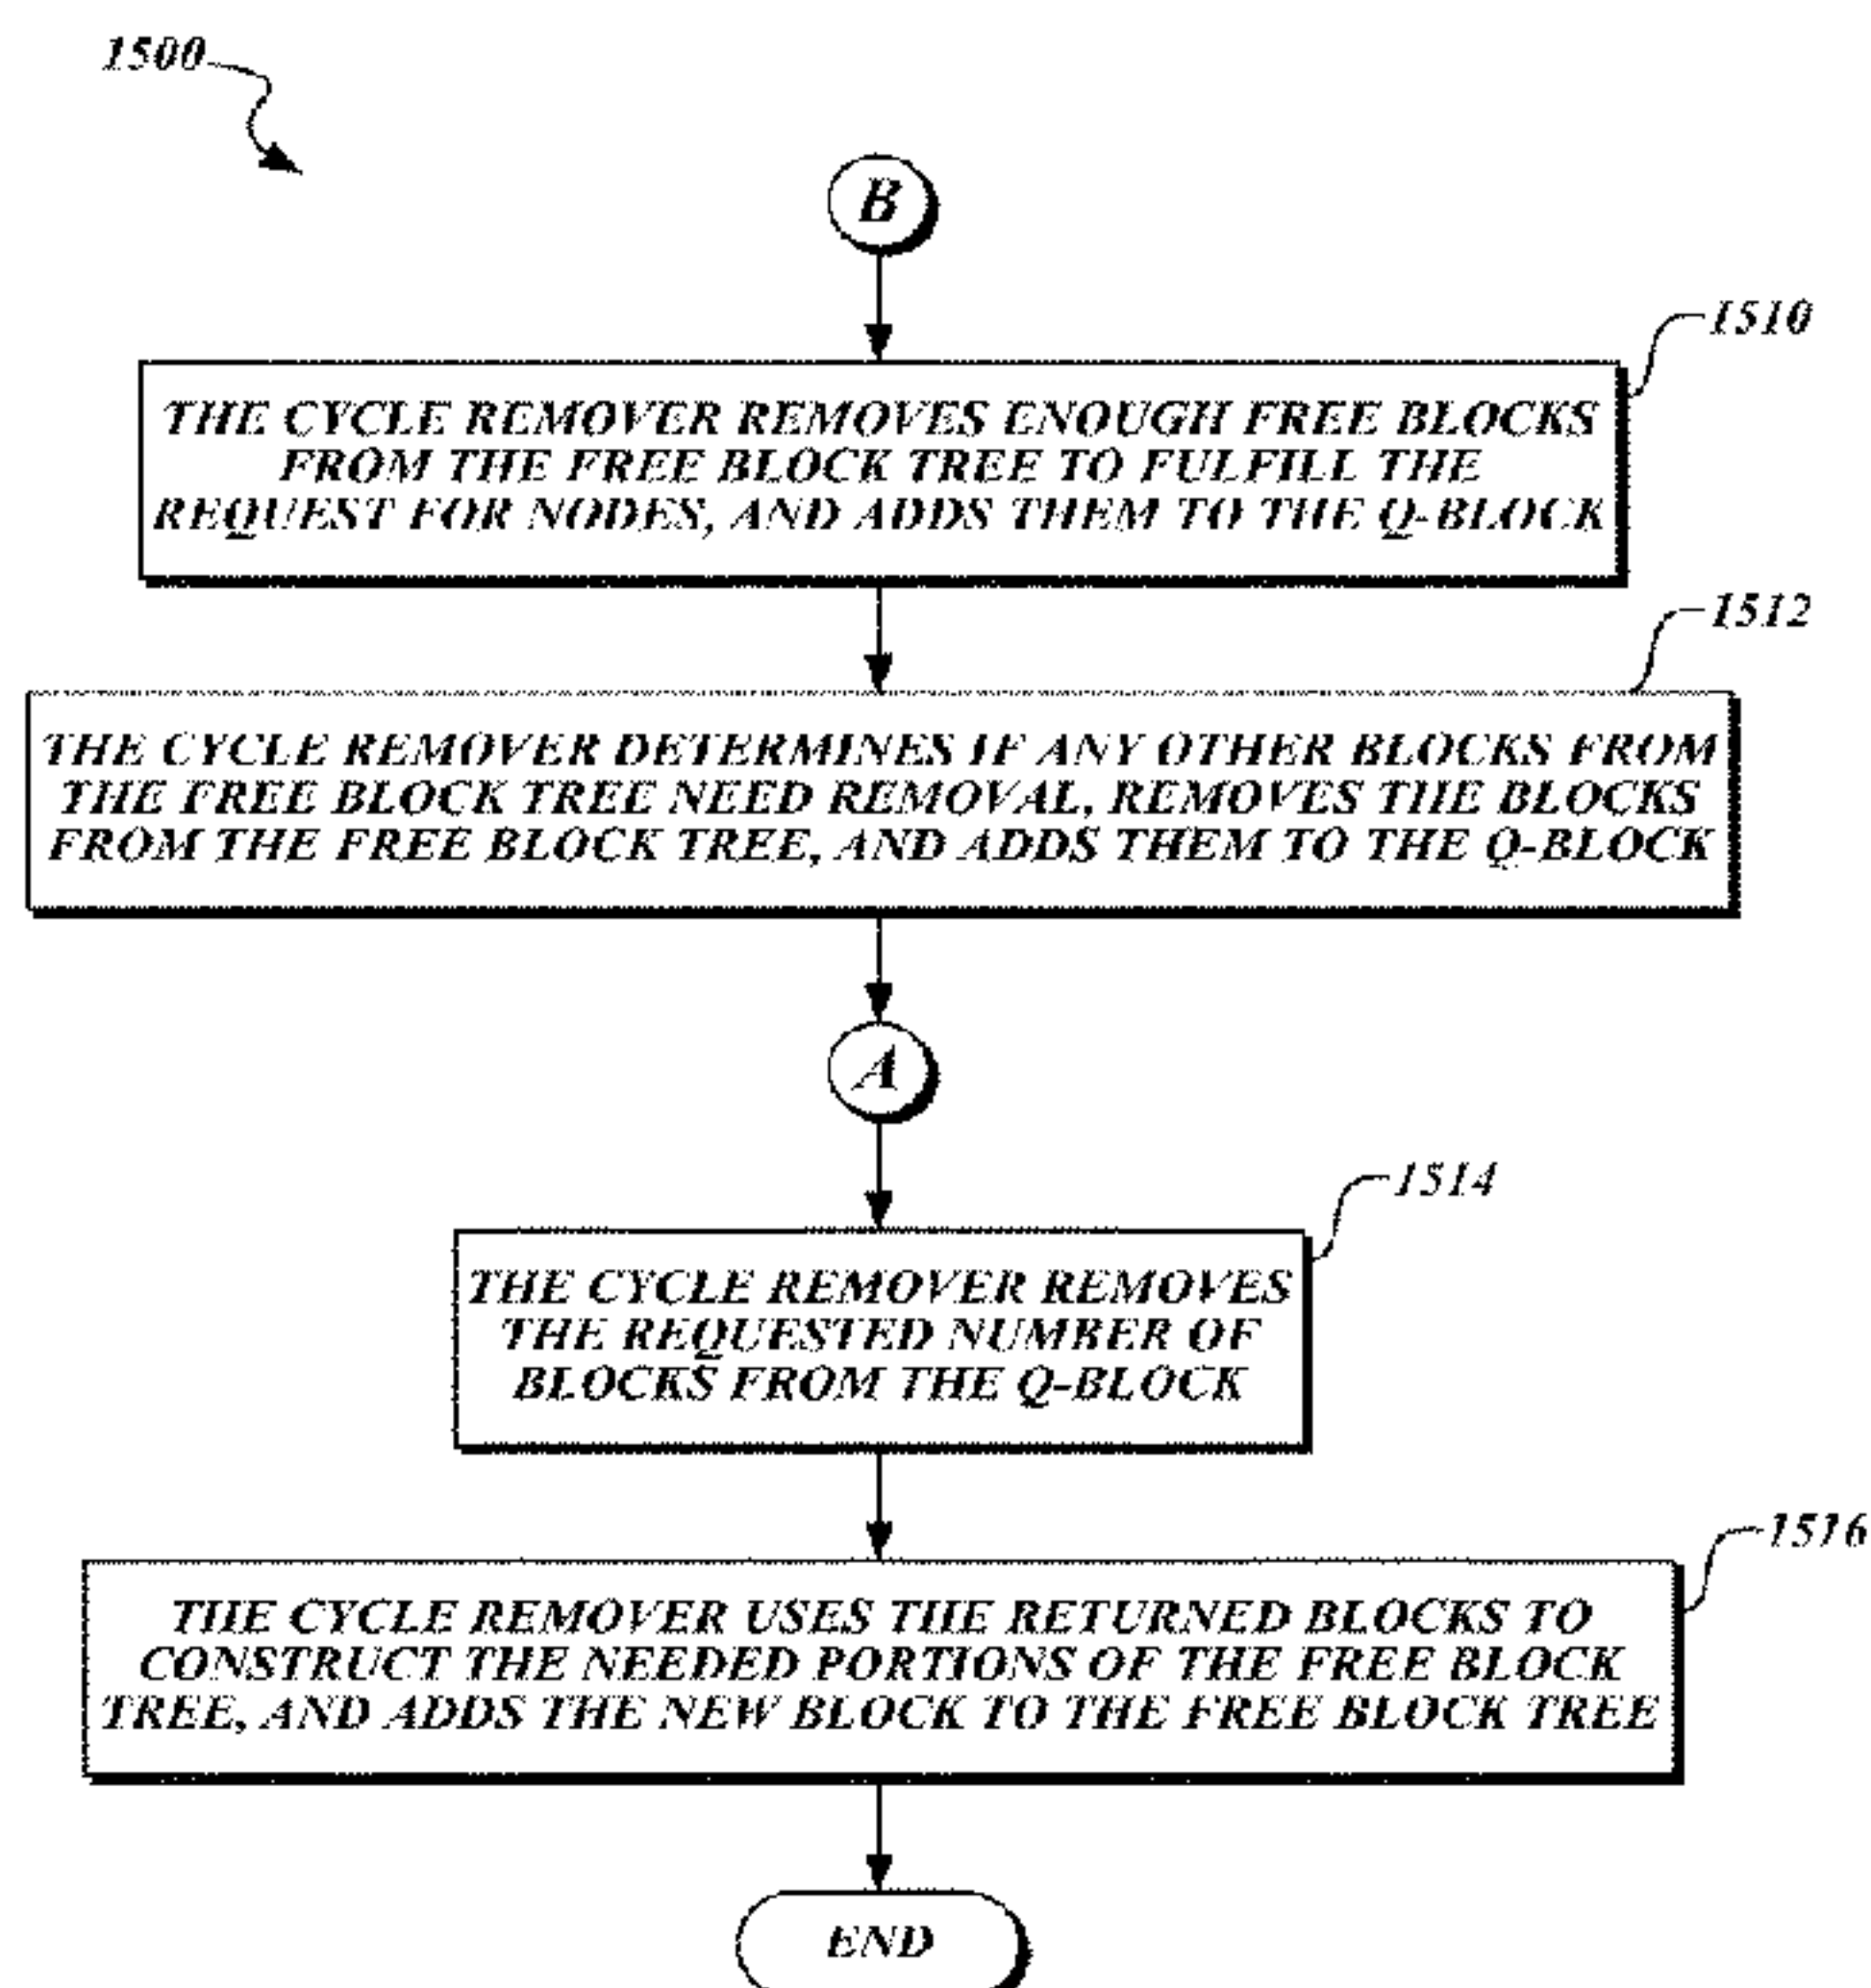 1500
B
1510
THE CYCLE REMOVER REMOVES ENOUGH FREE BLOCKS
FROM THE FREE BLOCK TREE TO FULFILL THE
REQUEST FOR NODES, AND ADDS THEM TO THE Q-BLOCK
1512
THE CYCLE REMOVER DETERMINES IF ANY OTHER BLOCKS FROM
THE FREE BLOCK TREE NEED REMOVAL, REMOVES THE BLOCKS
FROM THE FREE BLOCK TREE, AND ADDS THEM TO THE Q-BLOCK
A
1514
THE CYCLE REMOVER REMOVES
THE REQUESTED NUMBER OF
BLOCKS FROM THE Q-BLOCK
1516
THE CYCLE REMOVER USES THE RETURNED BLOCKS TO
CONSTRUCT THE NEEDED PORTIONS OF THE FREE BLOCK
TREE, AND ADDS THE NEW BLOCK TO THE FREE BLOCK TREE
END